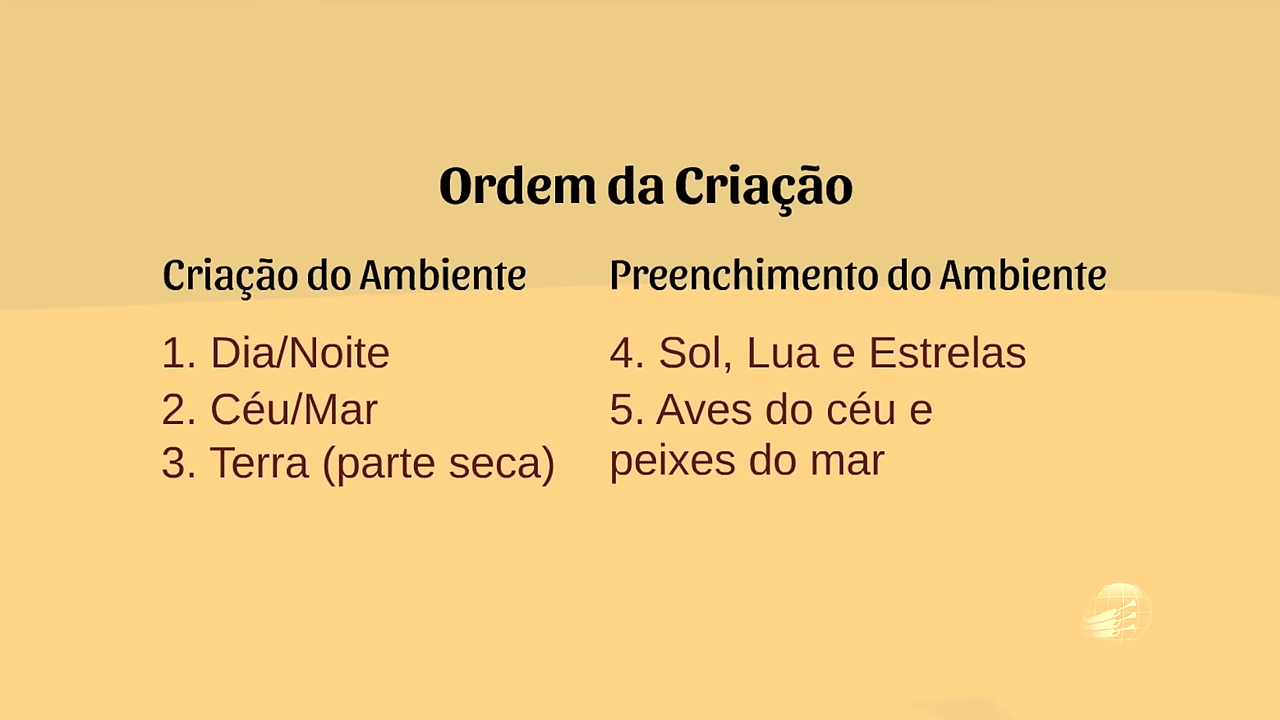 Ordem da Criação
Criação do Ambiente
1. Dia/Noite
2. Céu/Mar
3. Terra (parte seca)
Preenchimento do Ambiente
4. Sol, Lua e Estrelas
5. Aves do céu e
peixes do mar